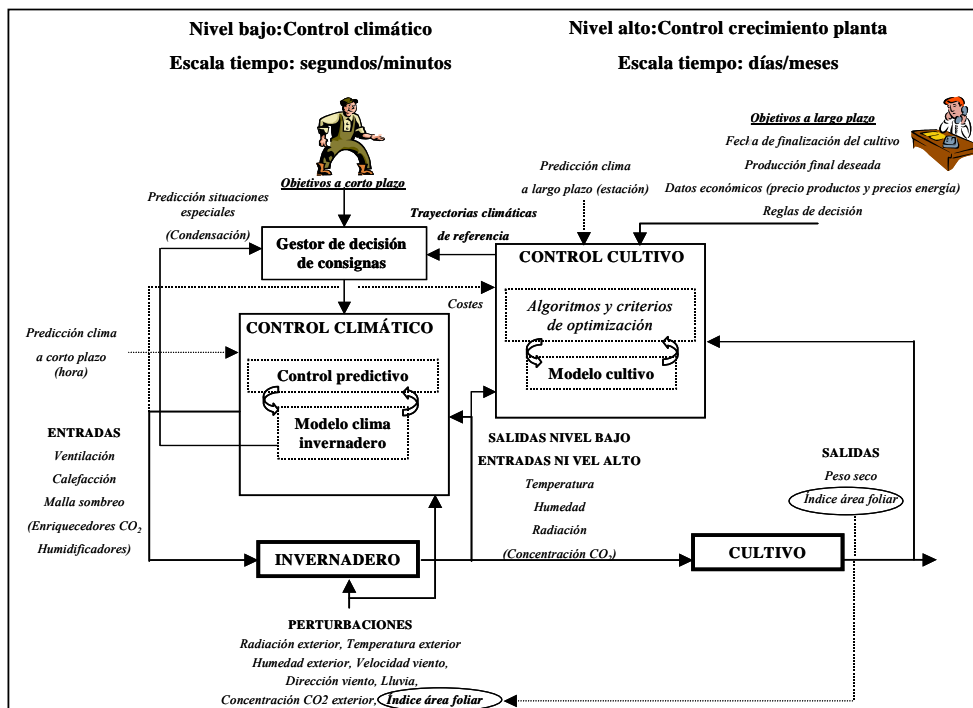 Nivel bajo:Control climático
Escala tiempo: segundos/minutos
Nivel alto:Control crecimiento planta
Escala tiempo: días/meses
Objetivos a corto plazo
Objetivos a largo plazo
Fecha de finalización del cultivo
Producción final deseada
Datos económicos (precio productos y precios energía)
Reglas de decisión
Predicción clima
a largo plazo (estación)
Predicción situaciones
especiales
(Condensación)
Trayectorias climáticas
de referencia
Gestor de decisión
de consignas
CONTROL CULTIVO
Algoritmos y criterios
de optimización
Modelo cultivo
Costes
CONTROL CLIMÁTICO
Control predictivo
Modelo clima
invernadero
Predicción clima
a corto plazo
(hora)
ENTRADAS
Ventilación
Calefacción
Malla sombreo
(Enriquecedores CO2
Humidificadores)
SALIDAS NIVEL BAJO
ENTRADAS NI VEL ALTO
Temperatura
Humedad
Radiación
(Concentración CO2)
SALIDAS
Peso seco
Índice área foliar
INVERNADERO
CULTIVO
PERTURBACIONES
Radiación exterior, Temperatura exterior
Humedad exterior, Velocidad viento,
Dirección viento, Lluvia,
Concentración CO2 exterior, Índice área foliar